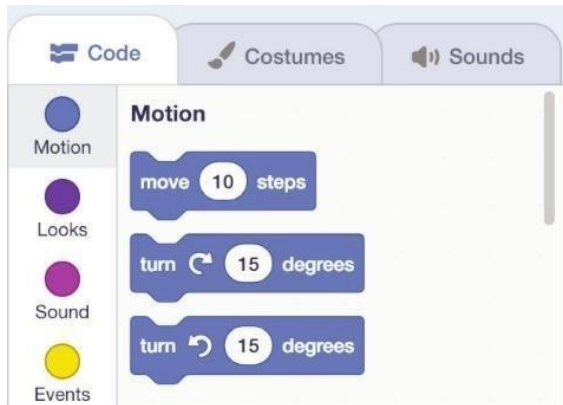 Code
Costumes
Sounds
Motion
Looks
Sound
Events
Motion
move 10 steps
turn 15 degrees
turn 15 degrees